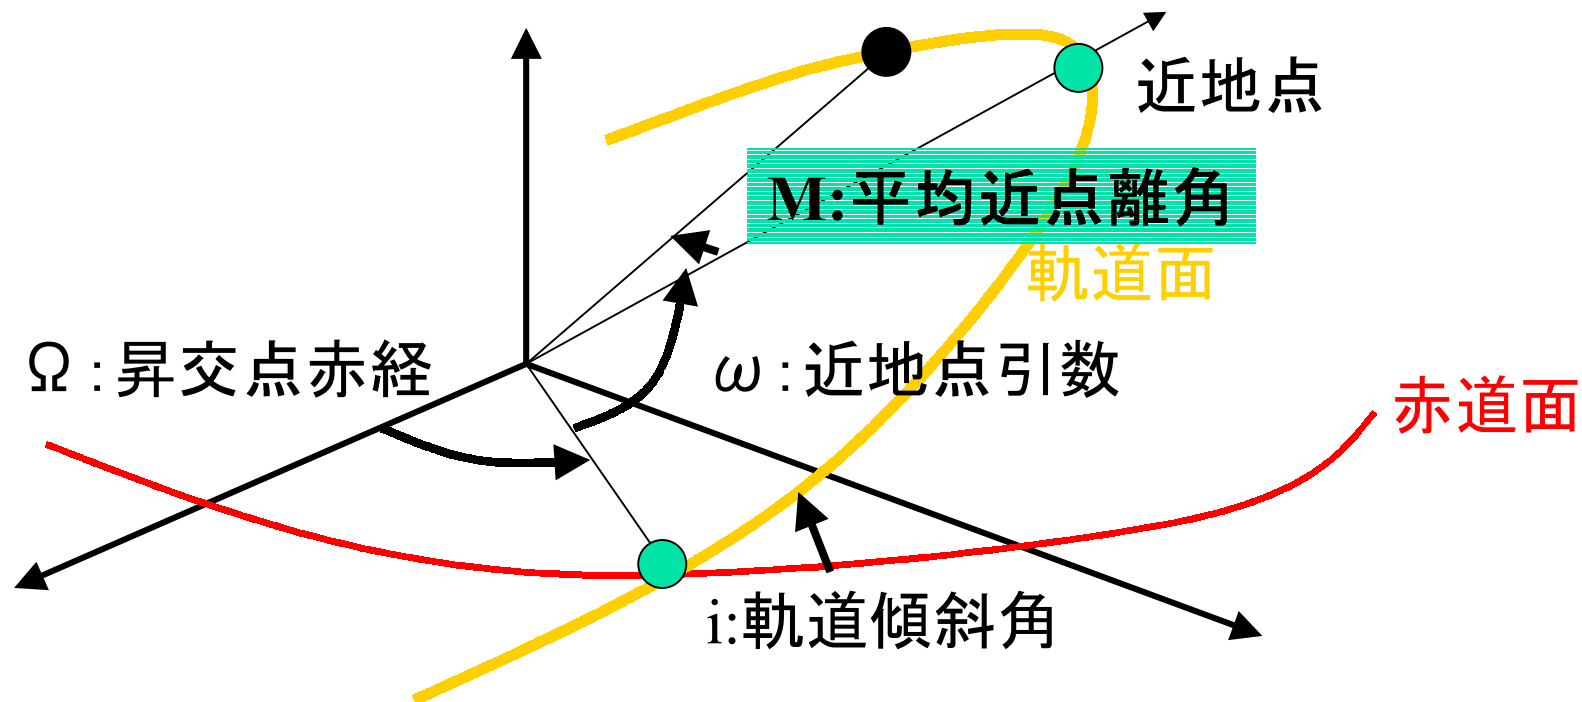 近地点
M:平均近点離角
軌道面
Ω:昇交点赤経
ω:近地点引数
赤道面
i:軌道傾斜角